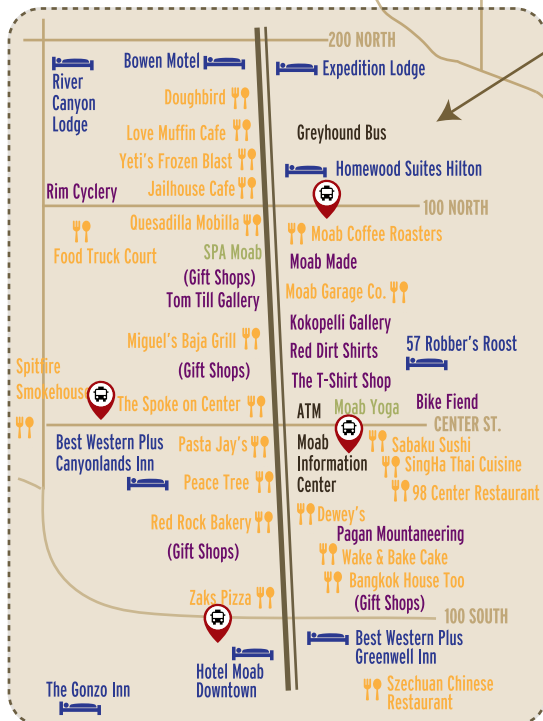 200 NORTH
Bowen Motel
Expedition Lodge
River
Canyon
Lodge
Doughbird
Love Muffin Cafe
Greyhound Bus
Yeti's Frozen Blast
Homewood Suites Hilton
Jailhouse Cafe
Rim Cyclery
100 NORTH
Quesadilla Mobilla
Moab Coffee Roasters
Food Truck Court
SPA Moab
Moab Made
(Gift Shops)
Tom Till Gallery
Moab Garage Co.
Kokopelli Gallery
Miguel's Baja Grill
Red Dirt Shirts
57 Robber's Roost
(Gift Shops)
The T-Shirt Shop
Spitfire
Smokehouse
The Spoke on Center
ATM
Moab Yoga
Bike Fiend
CENTER ST.
Best Western Plus
Canyonlands Inn
Pasta Jay's
Moab
Information
Center
Sabaku Sushi
SingHa Thai Cuisine
Peace Tree
98 Center Restaurant
Red Rock Bakery
Dewey's
(Gift Shops)
Pagan Mountaneering
Wake & Bake Cake
Bangkok House Too
Zaks Pizza
(Gift Shops)
100 SOUTH
Best Western Plus
Greenwell Inn
Hotel Moab
Downtown
The Gonzo Inn
Szechuan Chinese
Restaurant